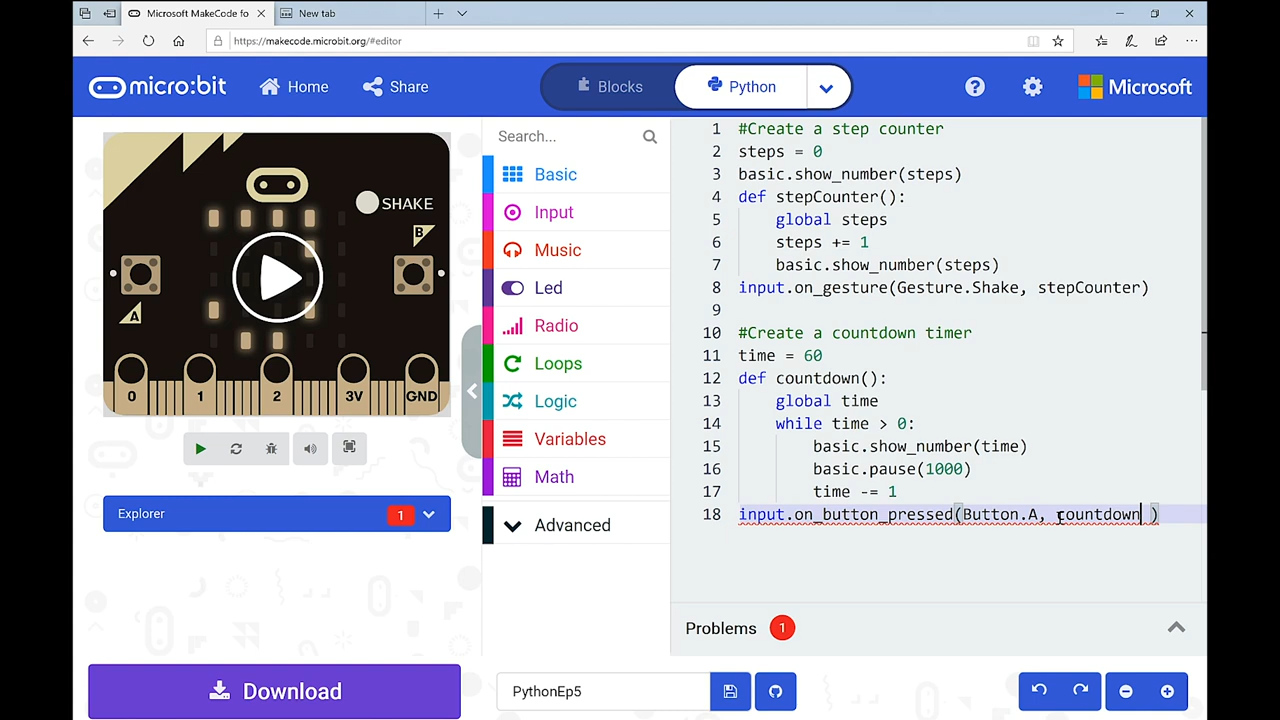 Microsoft MakeCode fo
New tab
https://makecode.microbit.org/#editor
micro:bit
Home
Share
Blocks
Python
Microsoft
SHAKE
B
A
0 1 2 3V GND
Explorer
1
Download
Search...
Basic
Input
Music
Led
Radio
Loops
Logic
Variables
Math
Advanced
1 #Create a step counter
2 steps = 0
3 basic.show_number(steps)
4 def stepCounter():
5 global steps
6 steps += 1
7 basic.show_number(steps)
8 input.on_gesture(Gesture.Shake, stepCounter)
9
10 #Create a countdown timer
11 time = 60
12 def countdown():
13 global time
14 while time > 0:
15 basic.show_number(time)
16 basic.pause(1000)
17 time -= 1
18 input.on_button_pressed(Button.A, countdown )
Problems 1
PythonEp5